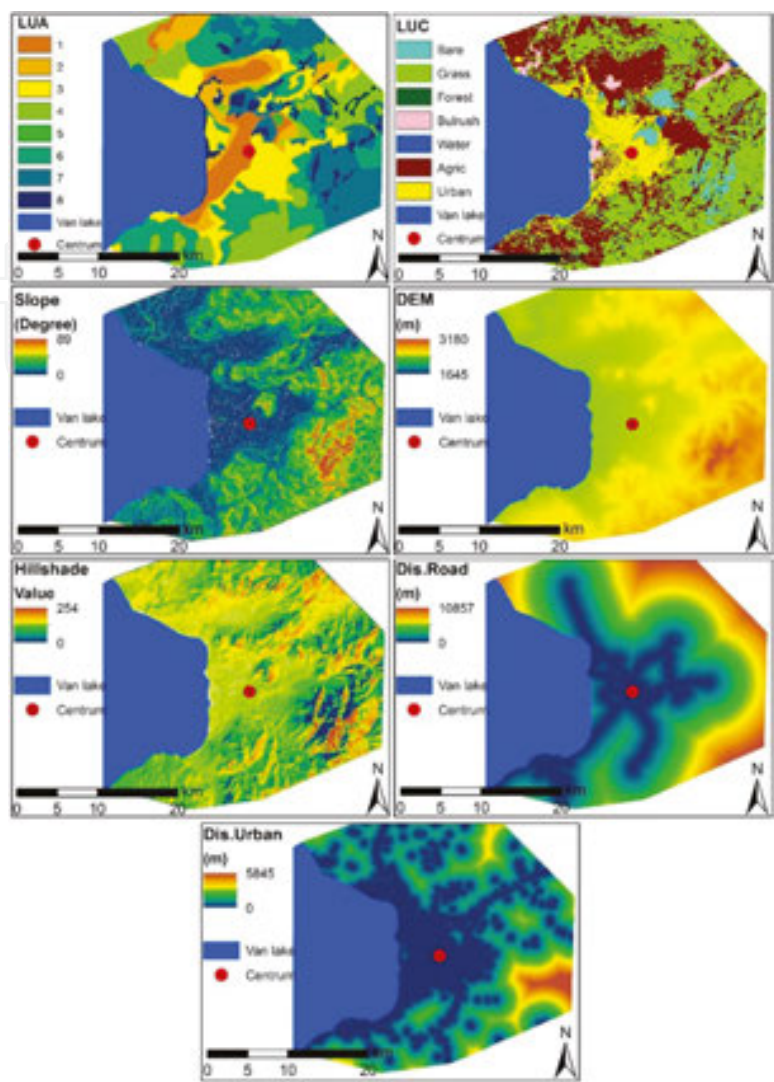 LUA
1
2
3
4
5
6
7
8
Van lake
Centrum
km
0 5 10 20
N
LUC
Bare
Grass
Forest
Bulrush
Water
Agric
Urban
Van lake
Centrum
km
0 5 10 20
N
Slope
(Degree)
89
0
Van lake
Centrum
km
0 5 10 20
N
DEM
(m)
3180
1645
Van lake
Centrum
km
0 5 10 20
N
Hillshade
Value
254
0
Van lake
Centrum
km
0 5 10 20
N
Dis.Road
(m)
10857
0
Van lake
Centrum
km
0 5 10 20
N
Dis.Urban
(m)
5845
0
Van lake
Centrum
km
0 5 10 20
N